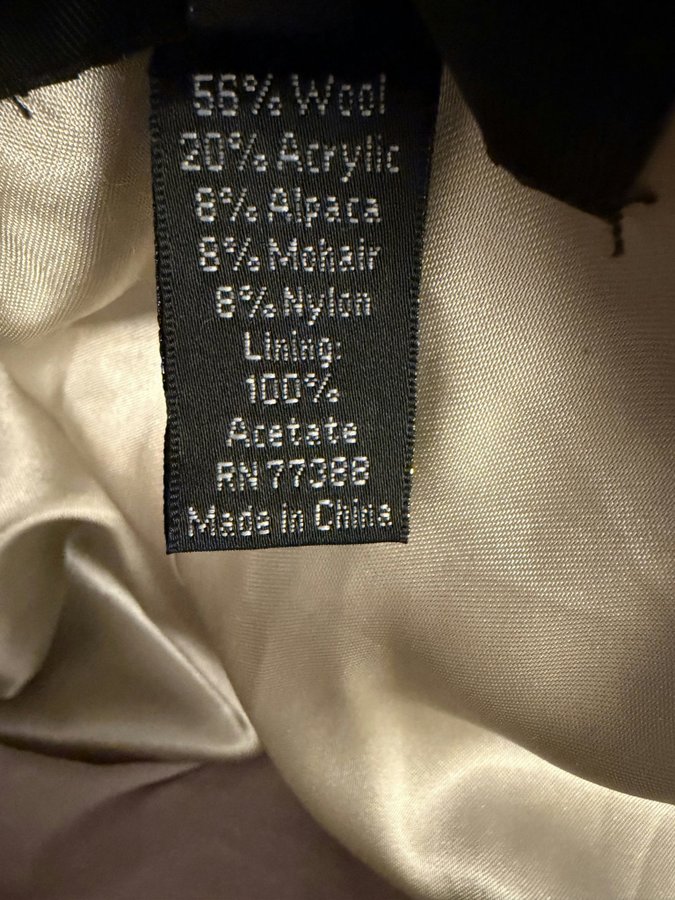 56% Wool
20% Acrylic
8% Alpaca
8% Mohair
8% Nylon
Lining:
100%
Acetate
RN 77388
Made in China